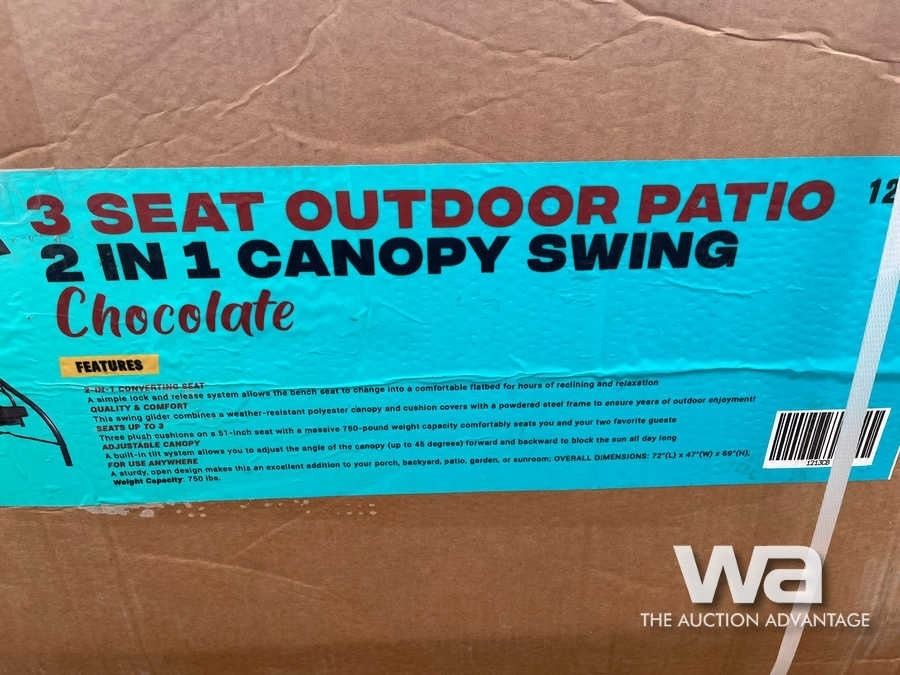 3 SEAT OUTDOOR PATIO
12
2 IN 1 CANOPY SWING
Chocolate
FEATURES
2-IN-1 CONVERTING SEAT
A simple lock and release system allows the bench seat to change into a comfortable flatbed for hours of reclining and relaxation
QUALITY & COMFORT
This swing glider combines a weather-resistant polyester canopy and cushion covers with a powdered steel frame to ensure years of outdoor enjoyment!
SEATS UP TO 3
Three plush cushions on a 51-inch seat with a massive 750-pound weight capacity comfortably seats you and your two favorite guests
ADJUSTABLE CANOPY
A built-in tilt system allows you to adjust the angle of the canopy (up to 45 degrees) forward and backward to block the sun all day long
FOR USE ANYWHERE
A sturdy, open design makes this an excellent addition to your porch, backyard, patio, garden, or sunroom; OVERALL DIMENSIONS: 72"(L) x 47"(W) x 69"(H),
Weight Capacity: 750 lbs.
wa
THE AUCTION ADVANTAGE